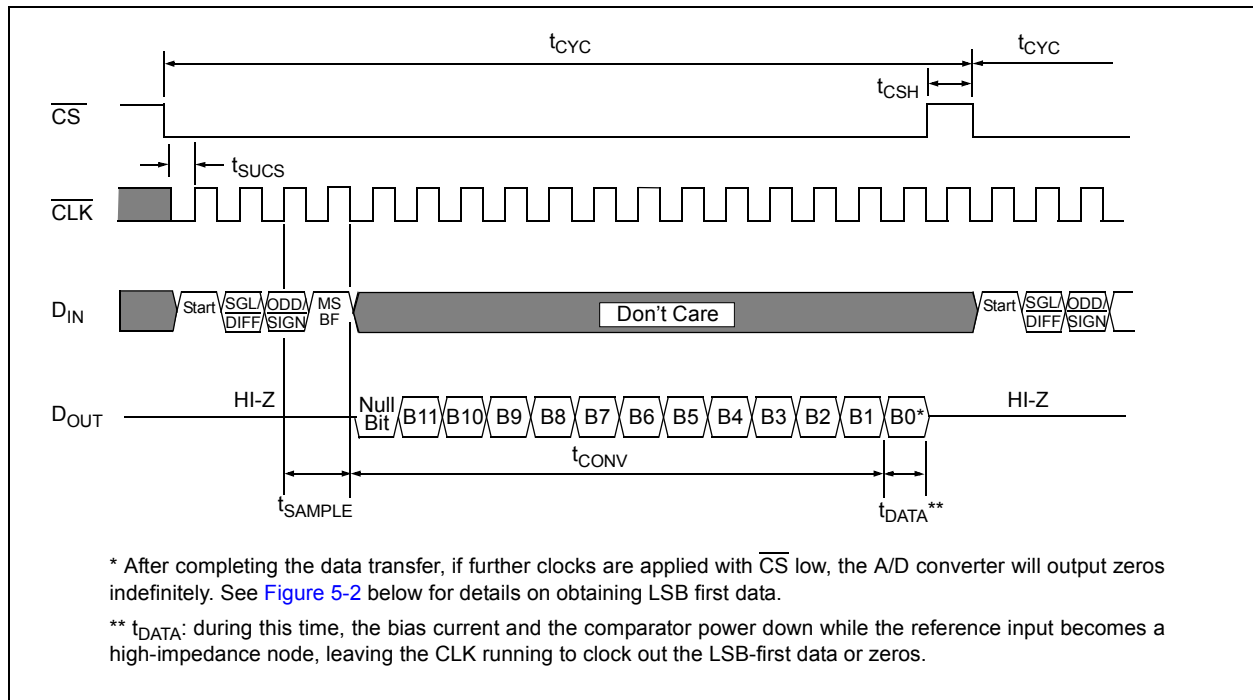 tCYC tCYC
tCSH
CS
tSUCS
CLK
DIN Start SGL/ DIFF ODD/ SIGN MS BF Don't Care Start SGL/ DIFF ODD/ SIGN
DOUT HI-Z Null Bit B11 B10 B9 B8 B7 B6 B5 B4 B3 B2 B1 B0* HI-Z
tCONV
tSAMPLE tDATA**
* After completing the data transfer, if further clocks are applied with CS low, the A/D converter will output zeros
indefinitely. See Figure 5-2 below for details on obtaining LSB first data.
** tDATA: during this time, the bias current and the comparator power down while the reference input becomes a
high-impedance node, leaving the CLK running to clock out the LSB-first data or zeros.